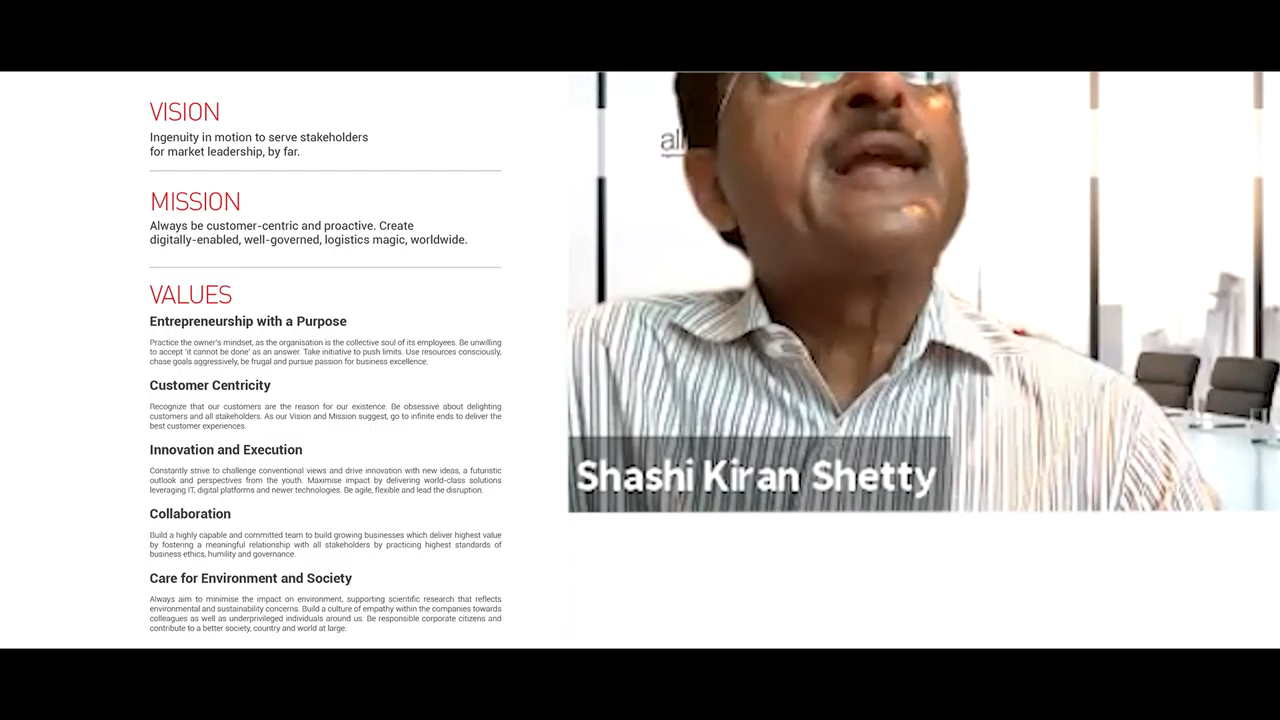 VISION
Ingenuity in motion to serve stakeholders
for market leadership, by far.
MISSION
Always be customer-centric and proactive. Create
digitally-enabled, well-governed, logistics magic, worldwide.
VALUES
Entrepreneurship with a Purpose
Practice the owner's mindset, as the organisation is the collective soul of its employees. Be unwilling
to accept 'it cannot be done' as an answer. Take initiative to push limits. Use resources consciously,
chase goals aggressively, be frugal and pursue passion for business excellence.
Customer Centricity
Recognize that our customers are the reason for our existence. Be obsessive about delighting
customers and all stakeholders. As our Vision and Mission suggest, go to infinite ends to deliver the
best customer experiences.
Innovation and Execution
Constantly strive to challenge conventional views and drive innovation with new ideas, a futuristic
outlook and perspectives from the youth. Maximise impact by delivering world-class solutions
leveraging IT, digital platforms and newer technologies. Be agile, flexible and lead the disruption.
Collaboration
Build a highly capable and committed team to build growing businesses which deliver highest value
by fostering a meaningful relationship with all stakeholders by practicing highest standards of
business ethics, humility and governance.
Care for Environment and Society
Always aim to minimise the impact on environment, supporting scientific research that reflects
environmental and sustainability concerns. Build a culture of empathy within the companies towards
colleagues as well as underprivileged individuals around us. Be responsible corporate citizens and
contribute to a better society, country and world at large.
all
Shashi Kiran Shetty